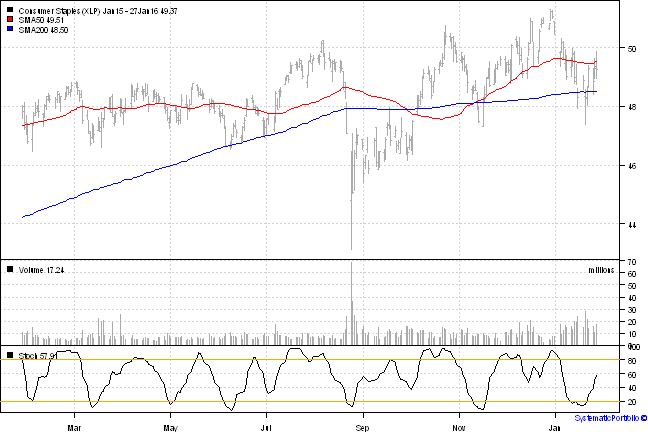 Consumer Staples (XLP) Jan15 - 27Jan16 49.37
SMA50 49.51
SMA200 48.50
50
48
46
44
Volume 17.24
millions
70
60
50
40
30
20
10
0
Stoch 57.91
100
80
60
40
20
Mar
May
Jul
Sep
Nov
Jan
SystematicPortfolio ©